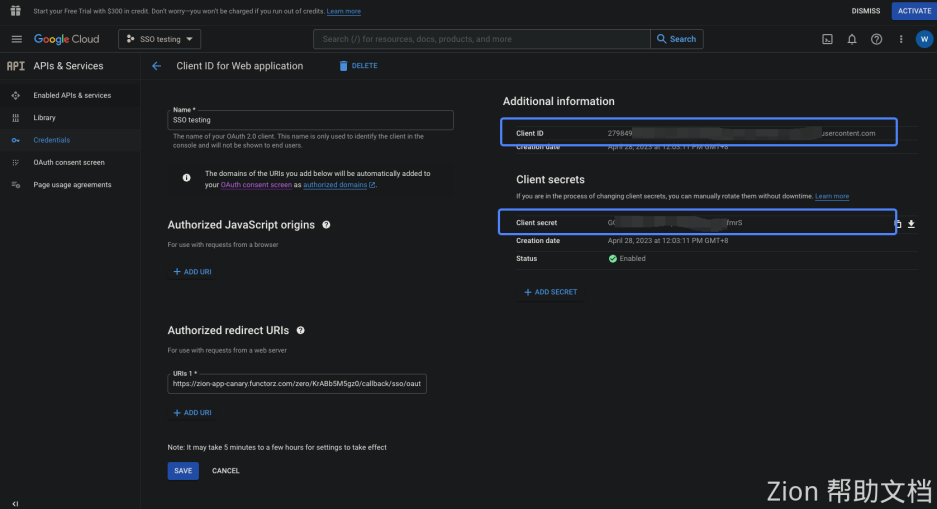 Start your Free Trial with $300 in credit. Don't worry—you won't be charged if you run out of credits. Learn more
DISMISS
ACTIVATE
Google Cloud
SSO testing
Search (/) for resources, docs, products, and more
Search
W
API APIs & Services
Client ID for Web application
DELETE
Enabled APIs & services
Library
Credentials
OAuth consent screen
Page usage agreements
Name *
SSO testing
The name of your OAuth 2.0 client. This name is only used to identify the client in the
console and will not be shown to end users.
The domains of the URIs you add below will be automatically added to
your OAuth consent screen as authorized domains.
Authorized JavaScript origins
For use with requests from a browser
+ ADD URI
Authorized redirect URIs
For use with requests from a web server
URIs 1 *
https://zion-app-canary.functorz.com/zero/KrABb5M5gz0/callback/sso/oaut
+ ADD URI
Note: It may take 5 minutes to a few hours for settings to take effect
SAVE
CANCEL
Additional information
Client ID 279849 usercontent.com
Creation date April 28, 2023 at 12:03:11 PM GMT+8
Client secrets
If you are in the process of changing client secrets, you can manually rotate them without downtime. Learn more
Client secret fmrS
Creation date April 28, 2023 at 12:03:11 PM GMT+8
Status Enabled
+ ADD SECRET
Zion 帮助文档